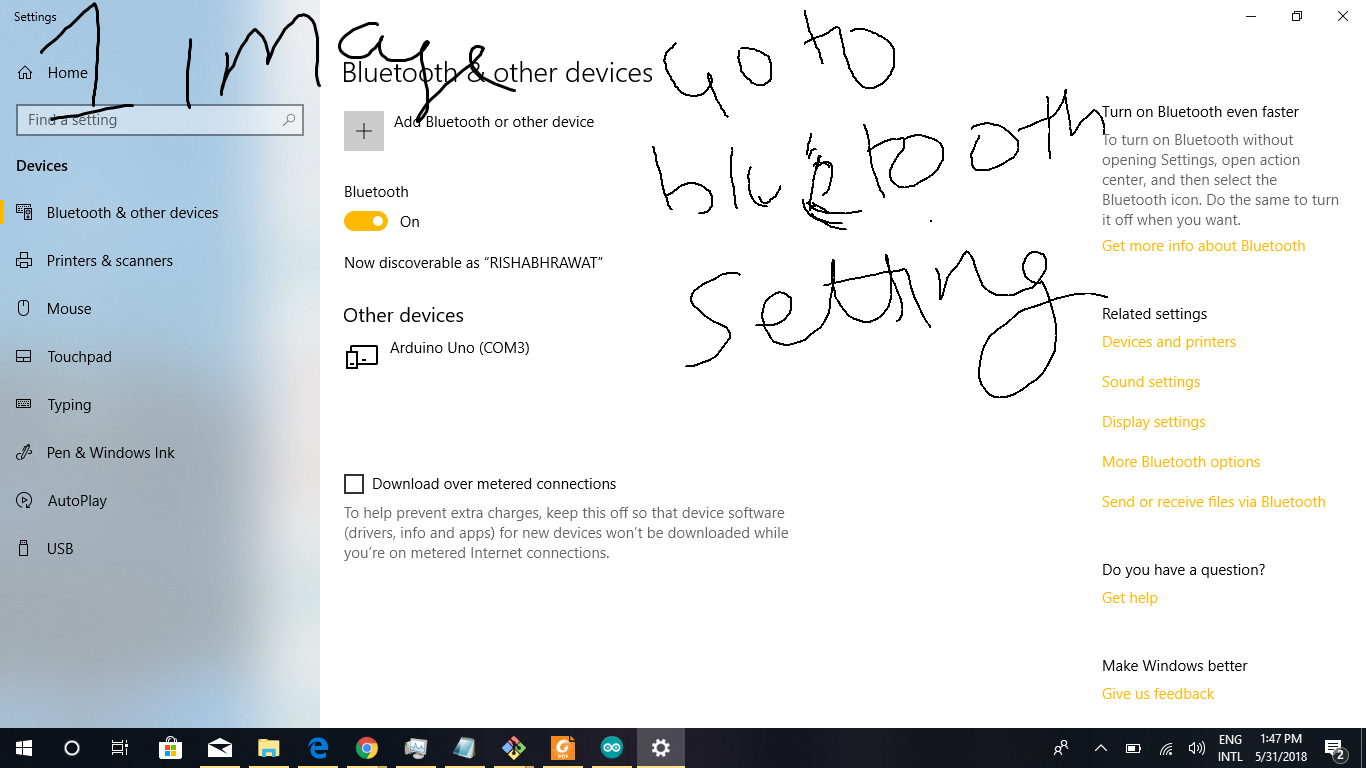 Settings
1 image
go to
bluetooth
setting
Home
Find a setting
Devices
Bluetooth & other devices
Printers & scanners
Mouse
Touchpad
Typing
Pen & Windows Ink
AutoPlay
USB
Bluetooth & other devices
Add Bluetooth or other device
Bluetooth
On
Now discoverable as “RISHABHRAWAT”
Other devices
Arduino Uno (COM3)
Download over metered connections
To help prevent extra charges, keep this off so that device software
(drivers, info and apps) for new devices won’t be downloaded while
you’re on metered Internet connections.
Turn on Bluetooth even faster
To turn on Bluetooth without
opening Settings, open action
center, and then select the
Bluetooth icon. Do the same to turn
it off when you want.
Get more info about Bluetooth
Related settings
Devices and printers
Sound settings
Display settings
More Bluetooth options
Send or receive files via Bluetooth
Do you have a question?
Get help
Make Windows better
Give us feedback
PDF
ENG
INTL
1:47 PM
5/31/2018
2